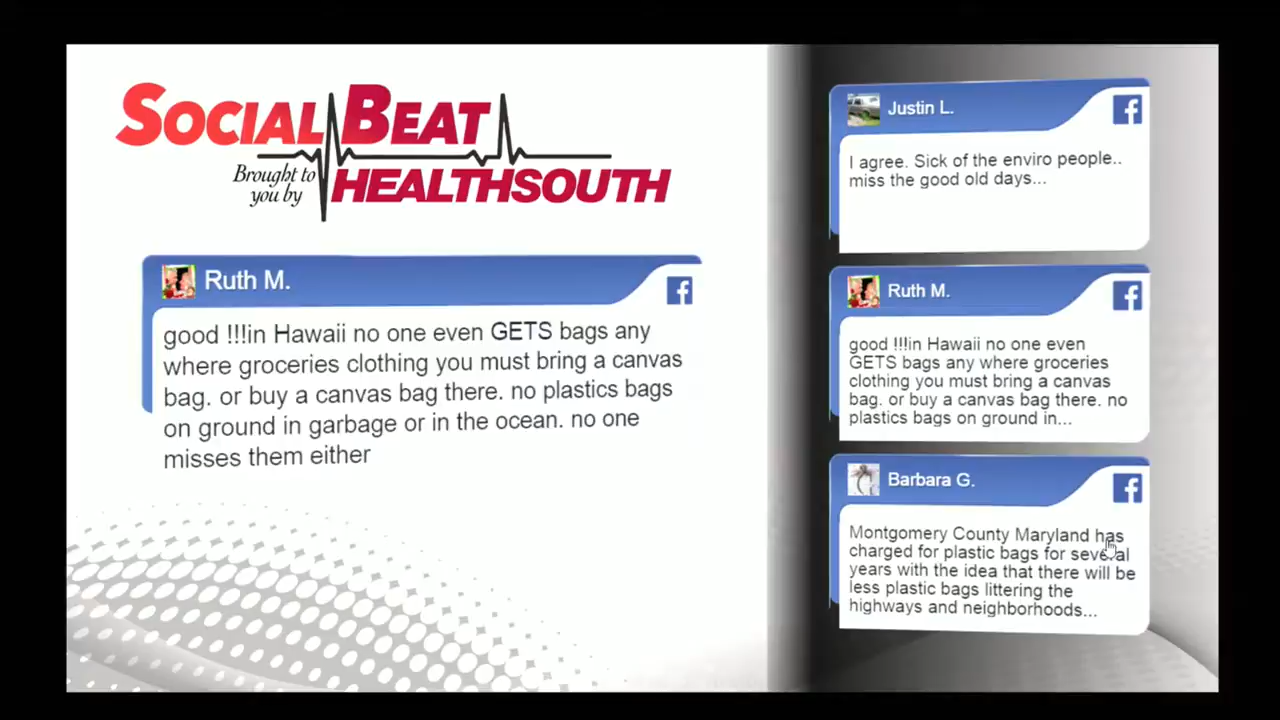 SOCIAL BEAT
Brought to
you by
HEALTHSOUTH
Ruth M.
good !!!in Hawaii no one even GETS bags any
where groceries clothing you must bring a canvas
bag. or buy a canvas bag there. no plastics bags
on ground in garbage or in the ocean. no one
misses them either
Justin L.
I agree. Sick of the enviro people..
miss the good old days...
Ruth M.
good !!!in Hawaii no one even
GETS bags any where groceries
clothing you must bring a canvas
bag. or buy a canvas bag there. no
plastics bags on ground in...
Barbara G.
Montgomery County Maryland has
charged for plastic bags for several
years with the idea that there will be
less plastic bags littering the
highways and neighborhoods...